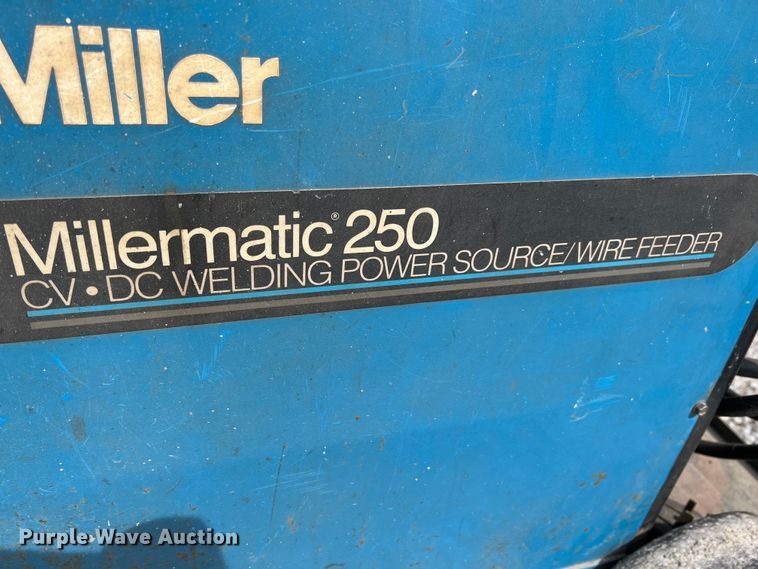 Miller
Millermatic® 250
CV • DC WELDING POWER SOURCE/WIRE FEEDER
Purple Wave Auction